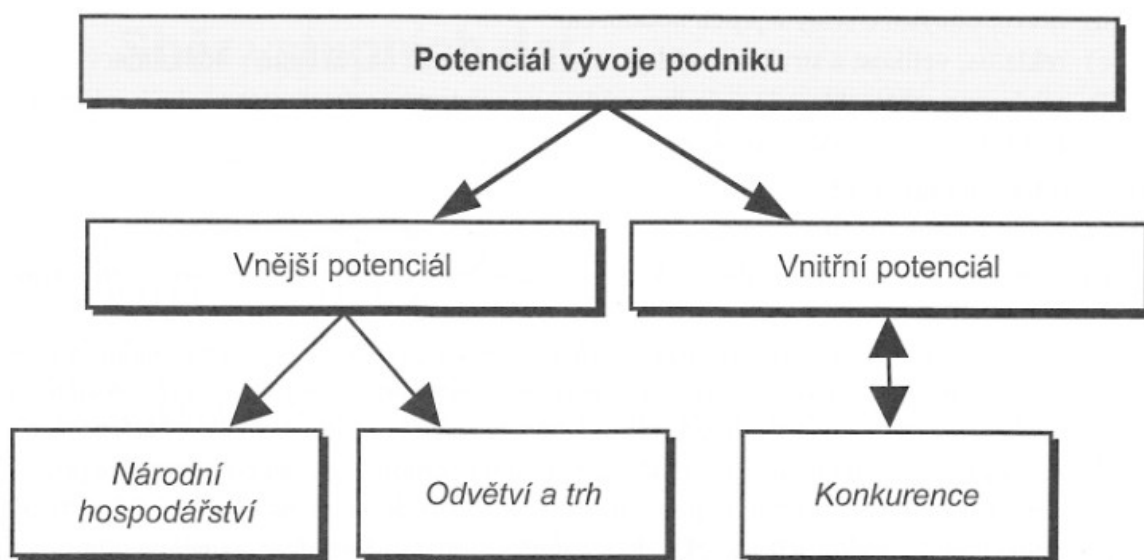 Potenciál vývoje podniku
Vnější potenciál
Vnitřní potenciál
Národní
hospodářství
Odvětví a trh
Konkurence